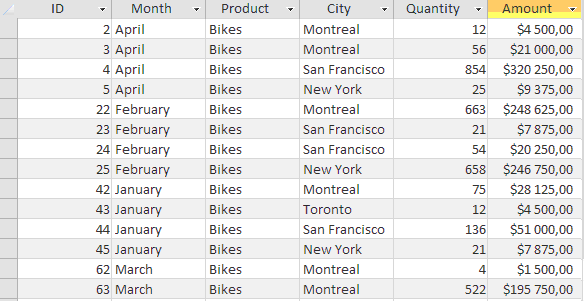 ID Month Product City Quantity Amount
2 April Bikes Montreal 12 $4 500,00
3 April Bikes Montreal 56 $21 000,00
4 April Bikes San Francisco 854 $320 250,00
5 April Bikes New York 25 $9 375,00
22 February Bikes Montreal 663 $248 625,00
23 February Bikes San Francisco 21 $7 875,00
24 February Bikes San Francisco 54 $20 250,00
25 February Bikes New York 658 $246 750,00
42 January Bikes Montreal 75 $28 125,00
43 January Bikes Toronto 12 $4 500,00
44 January Bikes San Francisco 136 $51 000,00
45 January Bikes New York 21 $7 875,00
62 March Bikes Montreal 4 $1 500,00
63 March Bikes Montreal 522 $195 750,00